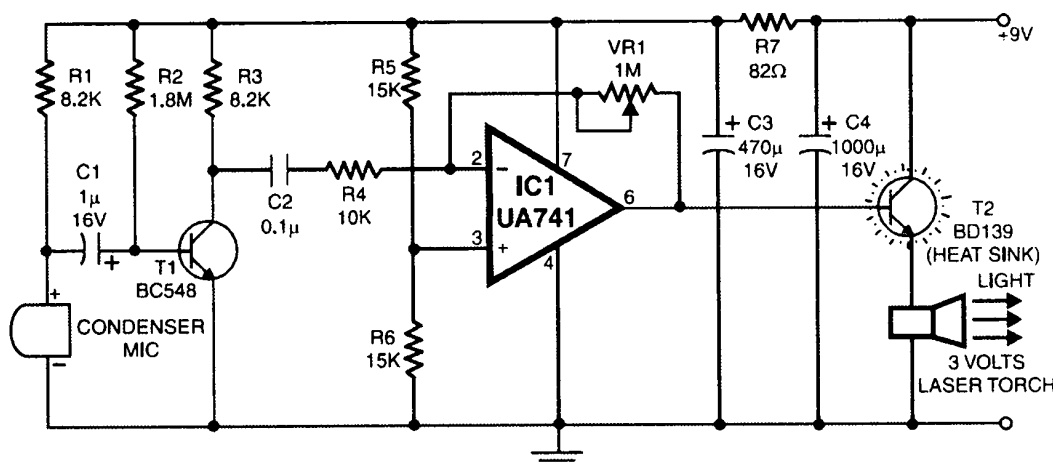 R1
8.2K
R2
1.8M
R3
8.2K
R5
15K
VR1
1M
R7
82Ω
+9V
C1
1µ
16V
+
T1
BC548
C2
0.1µ
R4
10K
2
−
7
IC1
UA741
6
3
+
4
+
C3
470µ
16V
+
C4
1000µ
16V
T2
BD139
(HEAT SINK)
LIGHT
+
−
CONDENSER
MIC
R6
15K
3 VOLTS
LASER TORCH